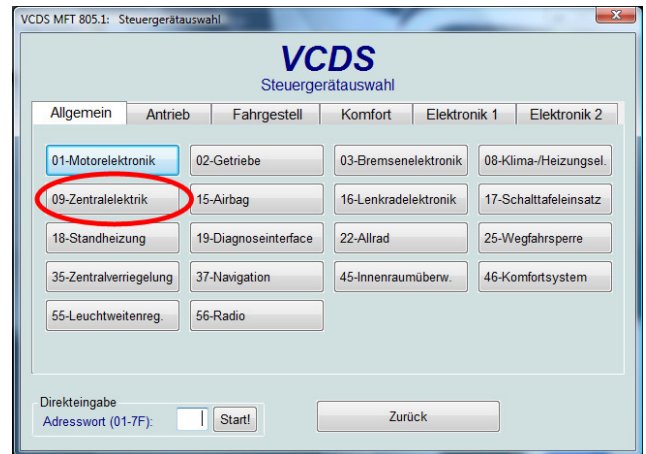 VCDS MFT 805.1: Steuergerätauswahl
VCDS
Steuergerätauswahl
Allgemein Antrieb Fahrgestell Komfort Elektronik 1 Elektronik 2
01-Motorelektronik 02-Getriebe 03-Bremsenelektronik 08-Klima-/Heizungsel.
09-Zentralelektrik 15-Airbag 16-Lenkradelektronik 17-Schalttafeleinsatz
18-Standheizung 19-Diagnoseinterface 22-Allrad 25-Wegfahrsperre
35-Zentralverriegelung 37-Navigation 45-Innenraumüberw. 46-Komfortsystem
55-Leuchtweitenreg. 56-Radio
Direkteingabe
Adresswort (01-7F): Start! Zurück